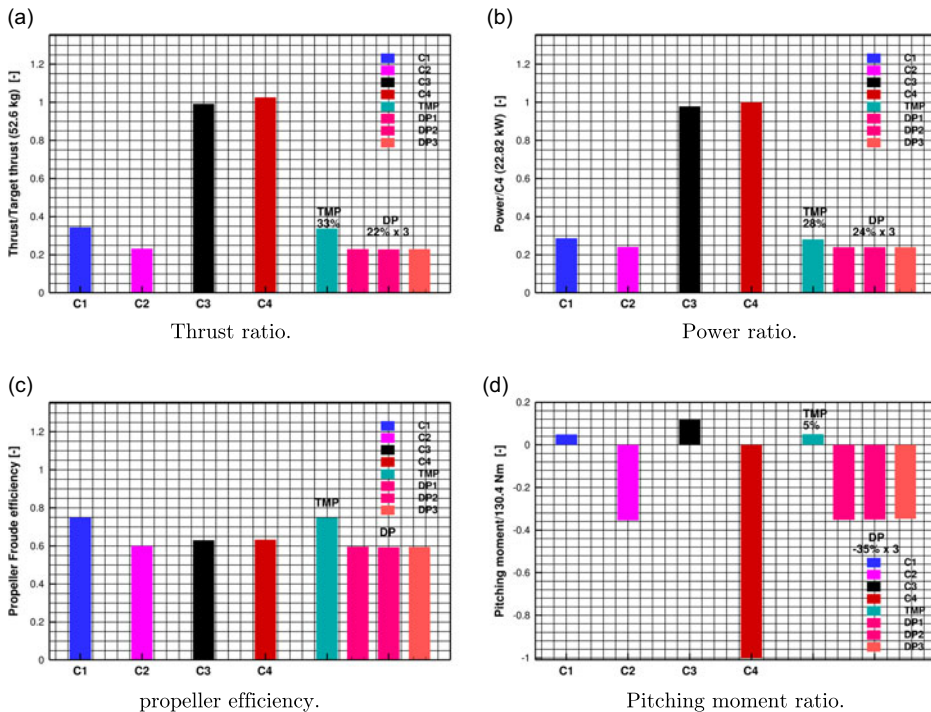 (a)
Thrust/Target thrust (52.6 kg) [-]
1.2
1
0.8
0.6
0.4
0.2
0
C1
C2
C3
C4
TMP
DP1
DP2
DP3
TMP
33%
DP
22% x 3
C1
C2
C3
C4
Thrust ratio.
(b)
Power/C4 (22.82 kW) [-]
1.2
1
0.8
0.6
0.4
0.2
0
C1
C2
C3
C4
TMP
DP1
DP2
DP3
TMP
28%
DP
24% x 3
C1
C2
C3
C4
Power ratio.
(c)
Propeller Froude efficiency [-]
1.2
1
0.8
0.6
0.4
0.2
0
C1
C2
C3
C4
TMP
DP1
DP2
DP3
TMP
DP
C1
C2
C3
C4
propeller efficiency.
(d)
Pitching moment/130.4 Nm [-]
0.2
0
-0.2
-0.4
-0.6
-0.8
-1
TMP
5%
DP
-35% x 3
C1
C2
C3
C4
TMP
DP1
DP2
DP3
C1
C2
C3
C4
Pitching moment ratio.